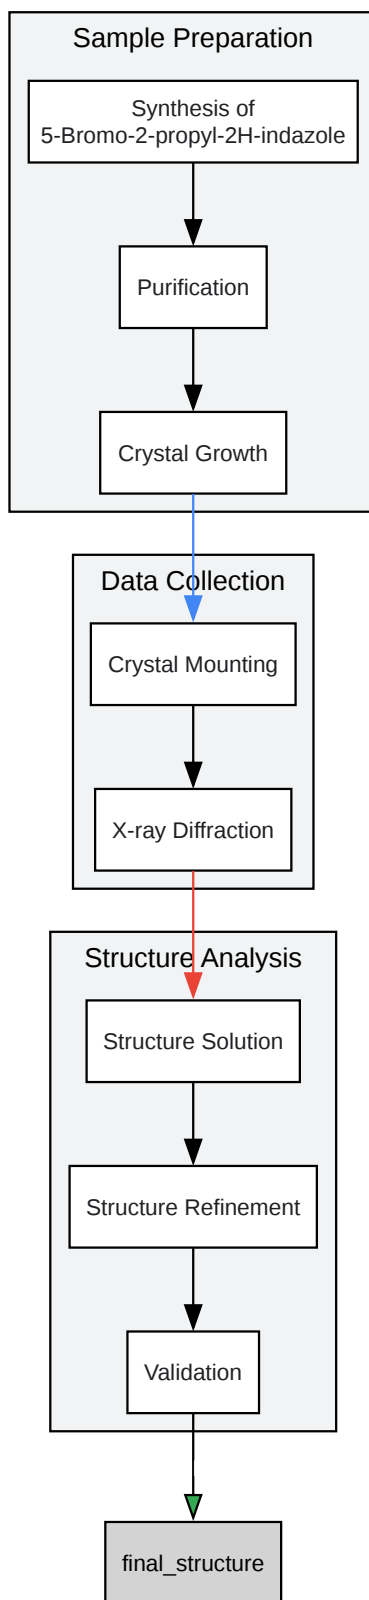 Sample Preparation
Synthesis of
5-Bromo-2-propyl-2H-indazole
Purification
Crystal Growth
Data Collection
Crystal Mounting
X-ray Diffraction
Structure Analysis
Structure Solution
Structure Refinement
Validation
final_structure